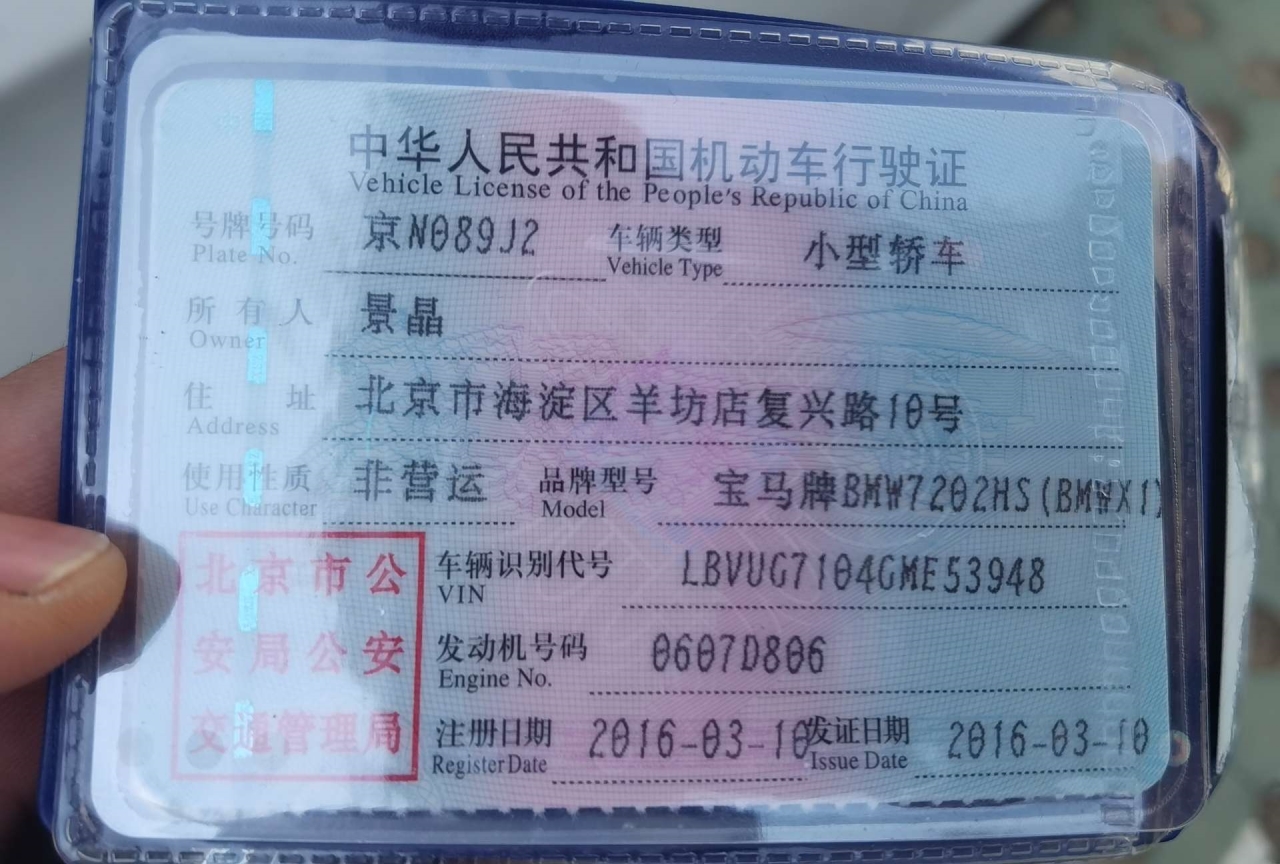 中华人民共和国机动车行驶证
Vehicle License of the People's Republic of China
号牌号码 京N089J2 车辆类型 小型轿车
Plate No. Vehicle Type
所有人 景晶
Owner
住址 北京市海淀区羊坊店复兴路10号
Address
使用性质 非营运 品牌型号 宝马牌BMW7202HS(BMWX1)
Use Character Model
北京市公 车辆识别代号 LBVUG7104GME53948
VIN
安局公安 发动机号码 0607D806
Engine No.
交通管理局 注册日期 2016-03-10 发证日期 2016-03-10
Register Date Issue Date